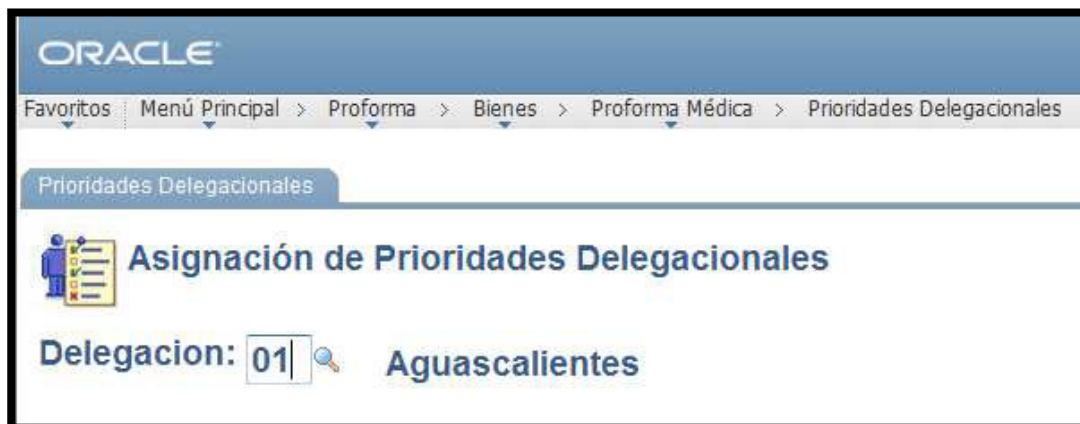 ORACLE
Favoritos Menú Principal > Proforma > Bienes > Proforma Médica > Prioridades Delegacionales
Prioridades Delegacionales
Asignación de Prioridades Delegacionales
Delegacion: 01 Aguascalientes